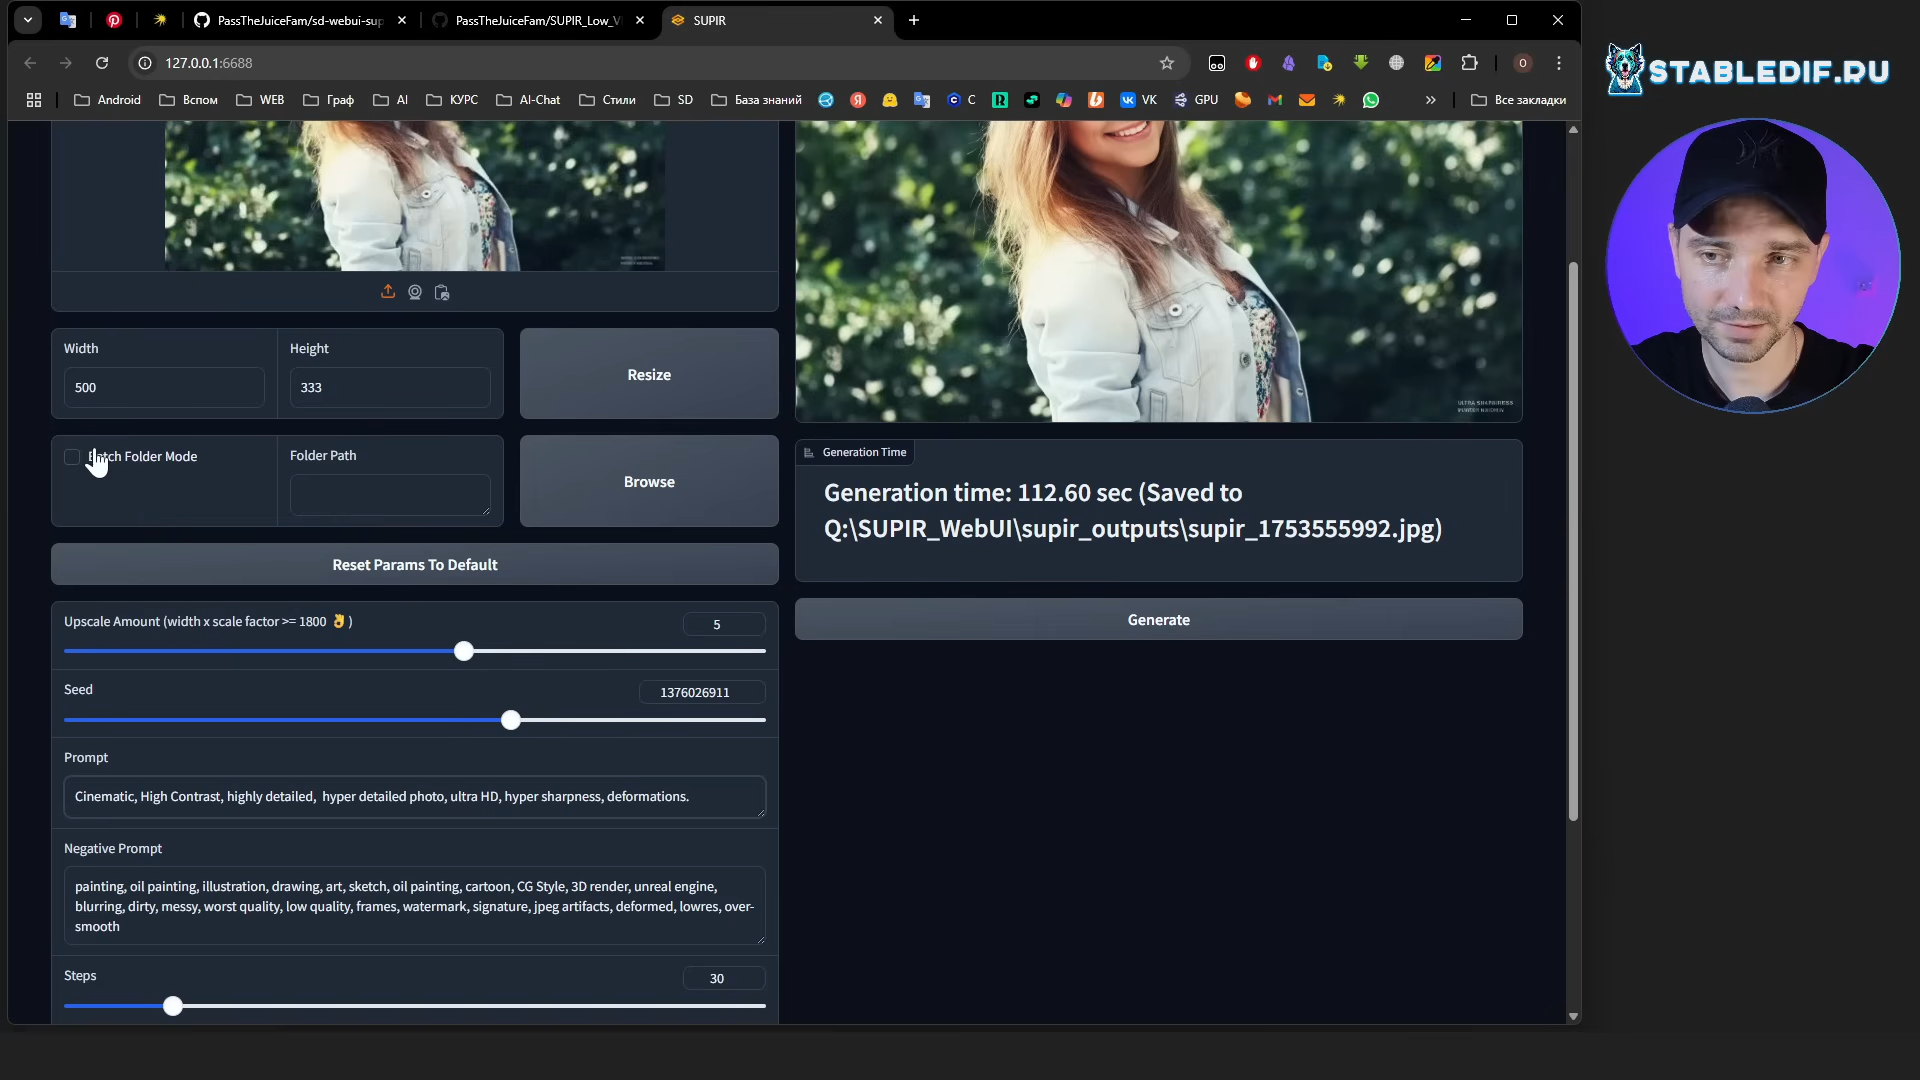 PassTheJuiceFam/sd-webui-sup
PassTheJuiceFam/SUPIR_Low_V
SUPIR
127.0.0.1:6688
O
Android
Вспом
WEB
Граф
AI
КУРС
AI-Chat
Стили
SD
База знаний
C
VK
GPU
Все закладки
STABLEDIF.RU
Width
Height
500
333
Resize
Batch Folder Mode
Folder Path
Browse
Reset Params To Default
Upscale Amount (width x scale factor >= 1800 👌)
5
Seed
1376026911
Prompt
Cinematic, High Contrast, highly detailed, hyper detailed photo, ultra HD, hyper sharpness, deformations.
Negative Prompt
painting, oil painting, illustration, drawing, art, sketch, oil painting, cartoon, CG Style, 3D render, unreal engine,
blurring, dirty, messy, worst quality, low quality, frames, watermark, signature, jpeg artifacts, deformed, lowres, over-
smooth
Steps
30
Generation Time
Generation time: 112.60 sec (Saved to
Q:\SUPIR_WebUI\supir_outputs\supir_1753555992.jpg)
Generate